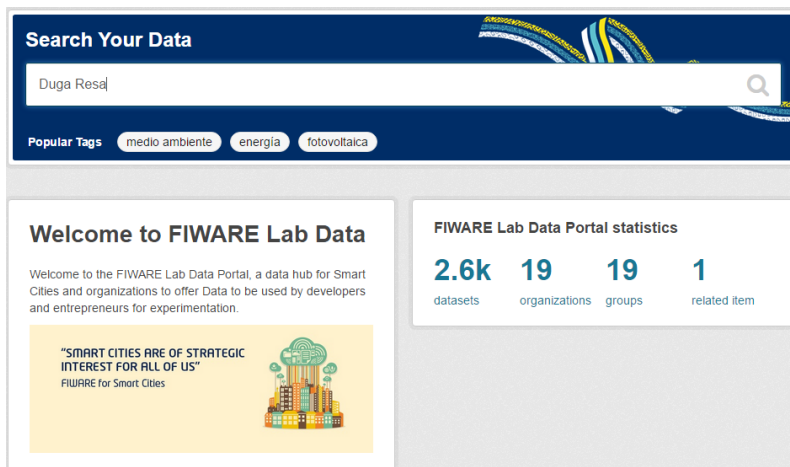 Search Your Data
Duga Resa
Popular Tags medio ambiente energía fotovoltaica
Welcome to FIWARE Lab Data
Welcome to the FIWARE Lab Data Portal, a data hub for Smart
Cities and organizations to offer Data to be used by developers
and entrepreneurs for experimentation.
"SMART CITIES ARE OF STRATEGIC
INTEREST FOR ALL OF US"
FIWARE for Smart Cities
FIWARE Lab Data Portal statistics
2.6k 19 19 1
datasets organizations groups related item